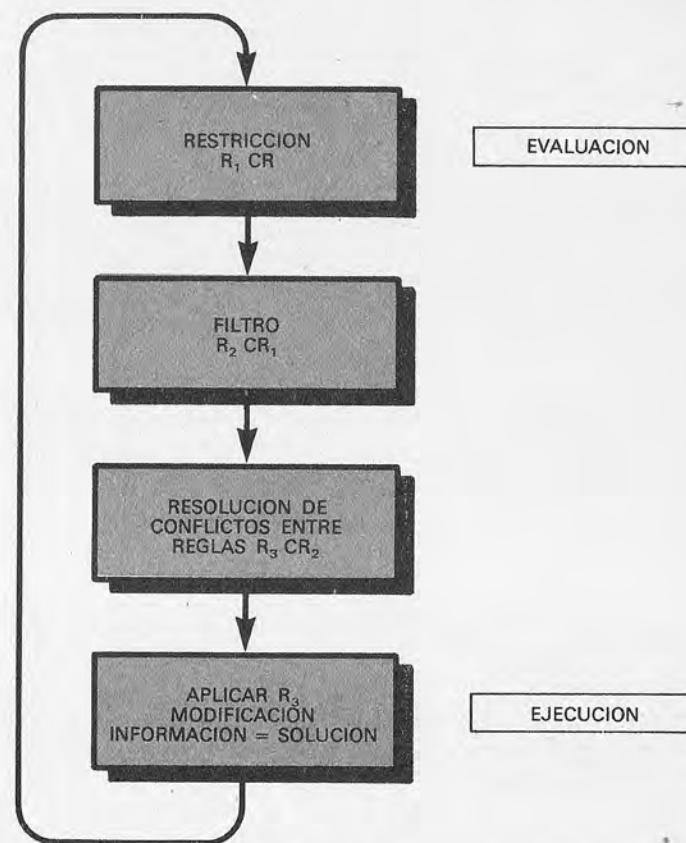 RESTRICCION
R₁ CR
EVALUACION
FILTRO
R₂ CR₁
RESOLUCION DE
CONFLICTOS ENTRE
REGLAS R₃ CR₂
APLICAR R₃
MODIFICACIÓN
INFORMACION = SOLUCION
EJECUCION